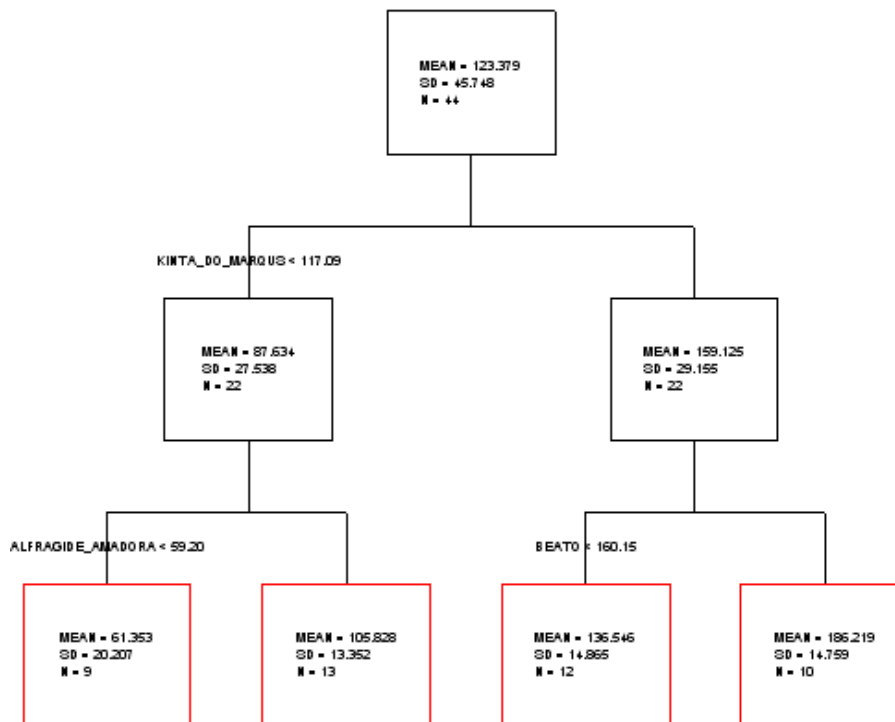 MEAN = 123.379
SD = 45.748
N = 44
KINTA_DO_MARQUS < 117.09
MEAN = 87.634
SD = 27.538
N = 22
MEAN = 159.125
SD = 29.155
N = 22
ALFRAGIDE_AMADORA < 59.20
BEATO < 160.15
MEAN = 61.353
SD = 20.207
N = 9
MEAN = 105.828
SD = 13.352
N = 13
MEAN = 136.546
SD = 14.865
N = 12
MEAN = 186.219
SD = 14.759
N = 10